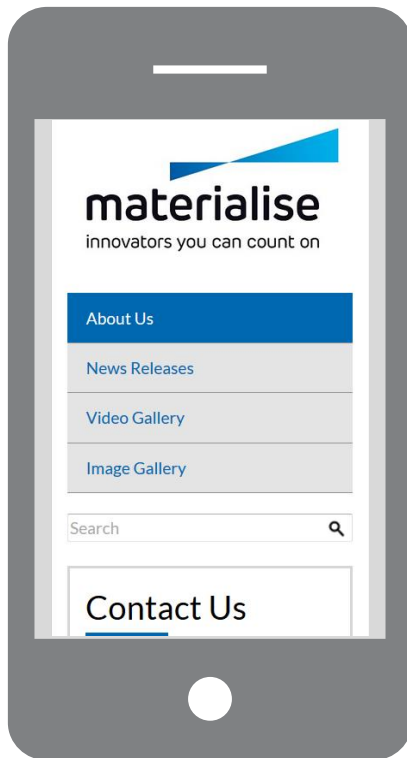 materialise
innovators you can count on
About Us
News Releases
Video Gallery
Image Gallery
Search
Contact Us